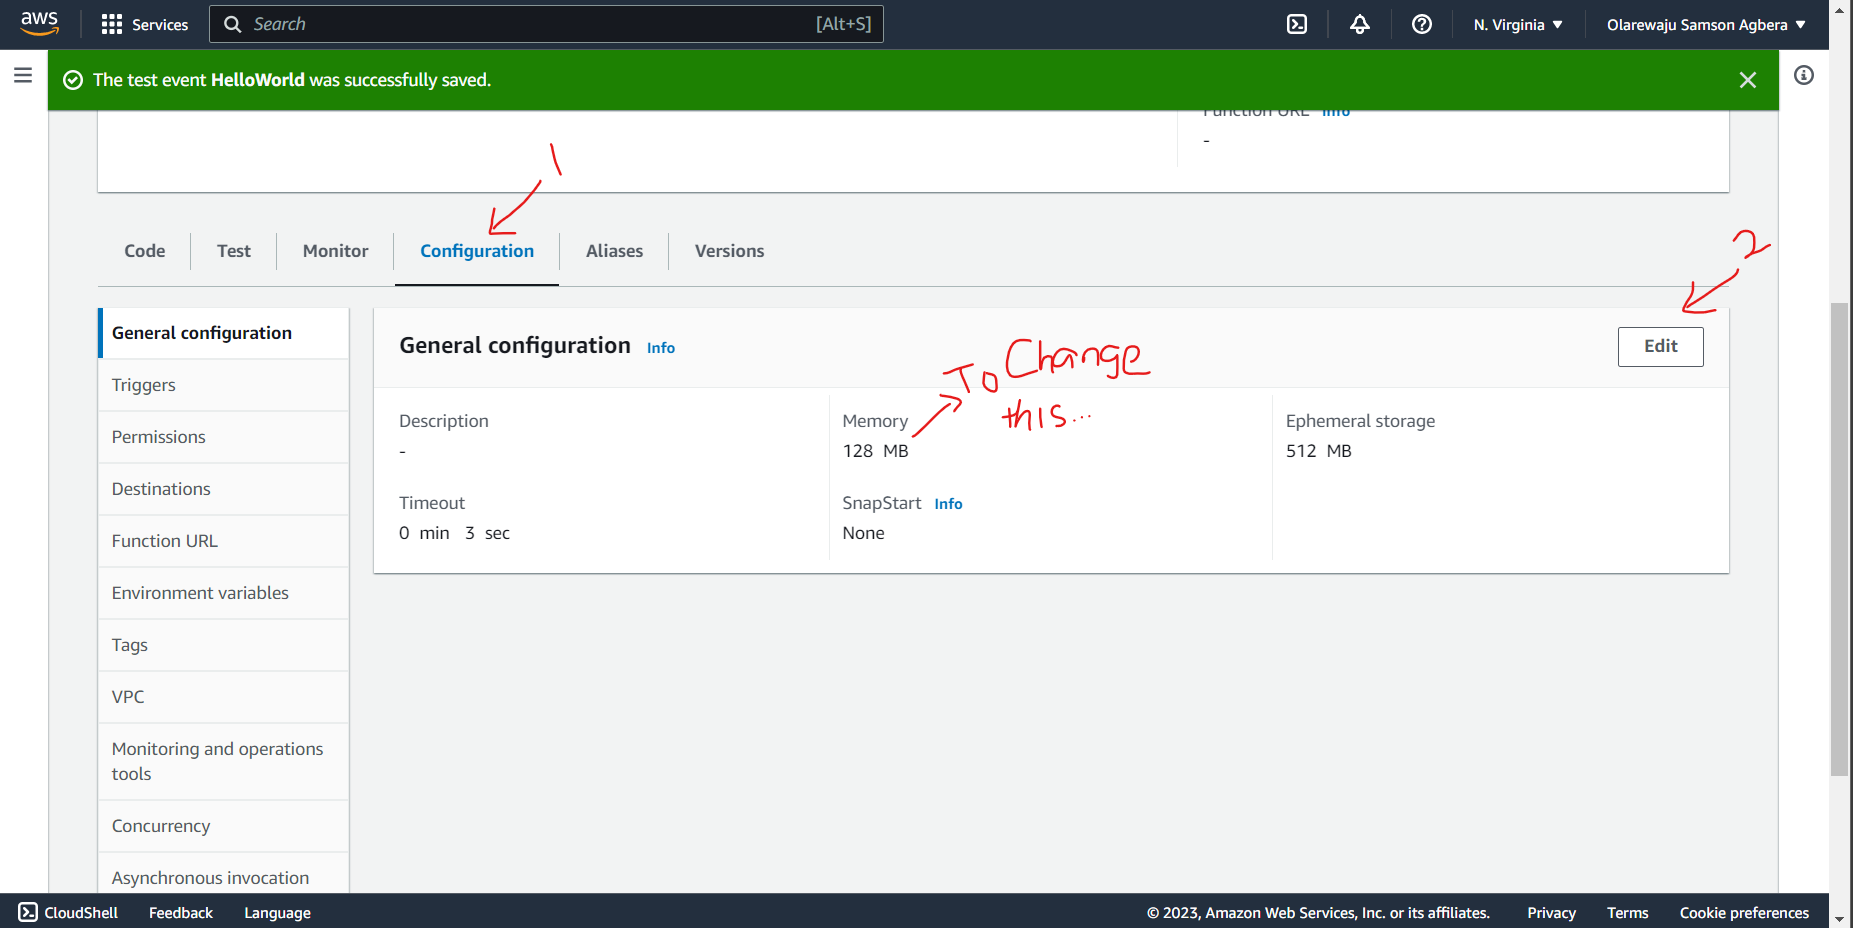 aws Services Search [Alt+S] N. Virginia ▼ Olarewaju Samson Agbera ▼
The test event HelloWorld was successfully saved.
Function URL Info
-
1
Code Test Monitor Configuration Aliases Versions
2
General configuration
Triggers
Permissions
Destinations
Function URL
Environment variables
Tags
VPC
Monitoring and operations
tools
Concurrency
Asynchronous invocation
General configuration Info
Edit
To Change
this...
Description
-
Memory
128 MB
Ephemeral storage
512 MB
Timeout
0 min 3 sec
SnapStart Info
None
CloudShell Feedback Language © 2023, Amazon Web Services, Inc. or its affiliates. Privacy Terms Cookie preferences